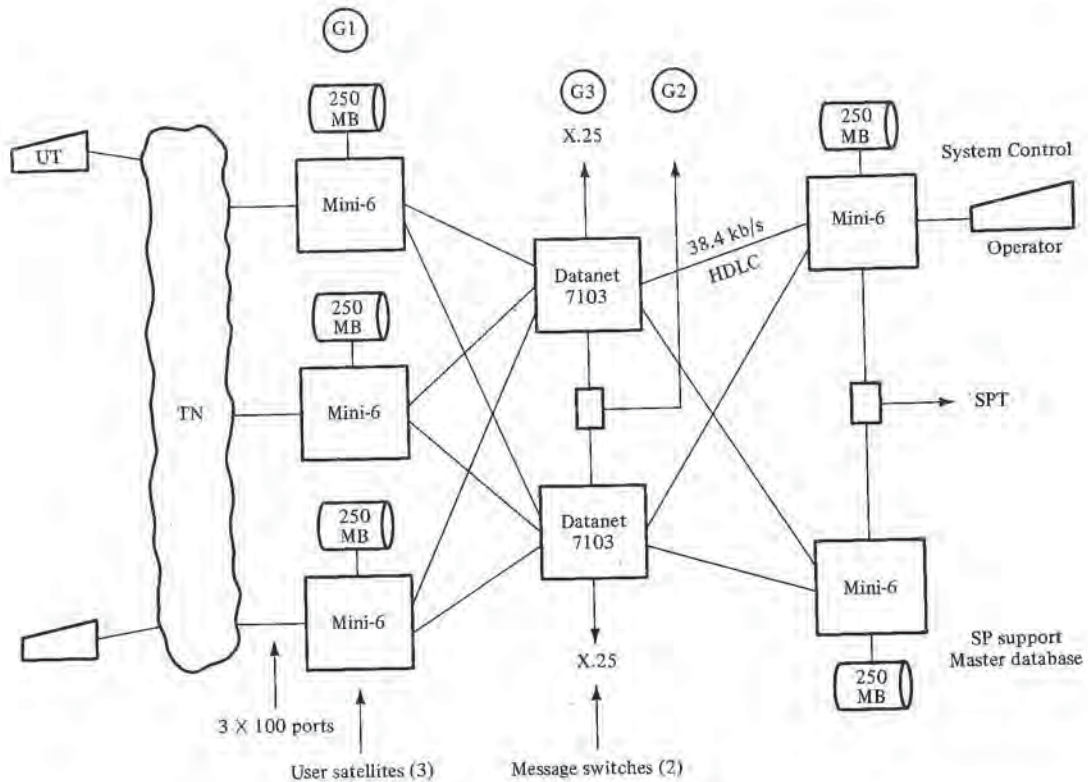 G1
G3
G2
250
MB
X.25
250
MB
System Control
UT
Mini-6
Mini-6
Operator
38.4 kb/s
HDLC
Datanet
7103
250
MB
TN
Mini-6
SPT
250
MB
Datanet
7103
Mini-6
Mini-6
X.25
SP support
Master database
250
MB
3 X 100 ports
User satellites (3)
Message switches (2)